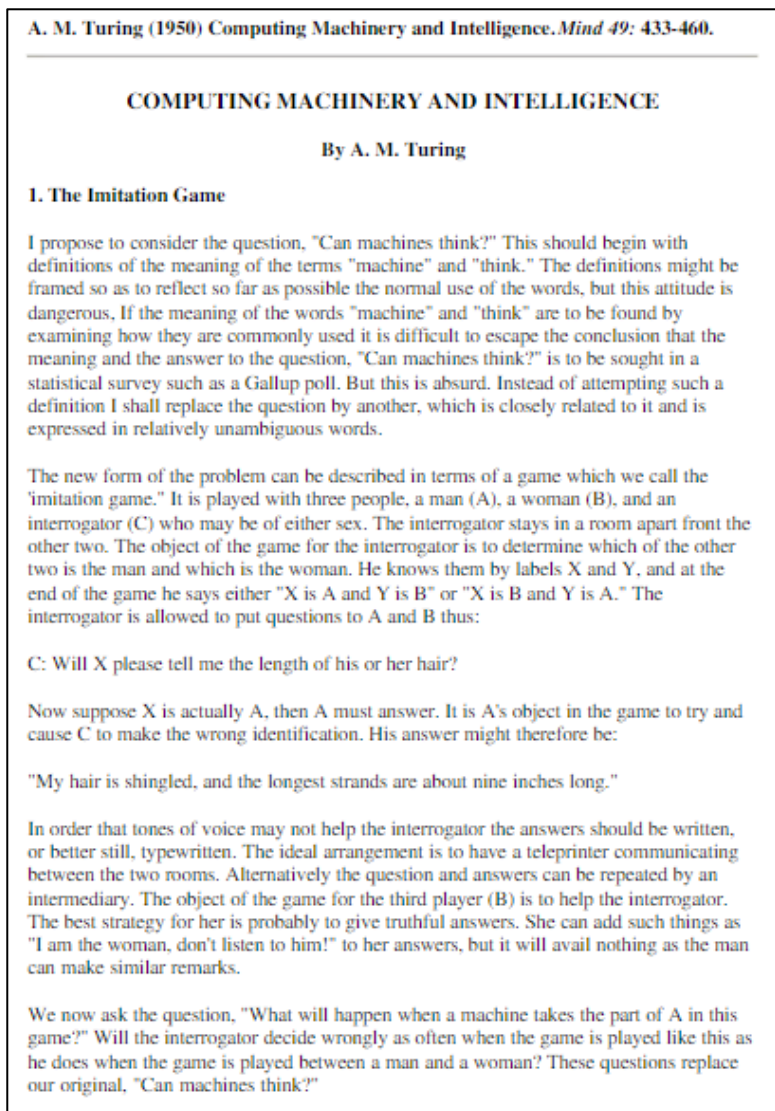 A. M. Turing (1950) Computing Machinery and Intelligence. Mind 49: 433-460.
COMPUTING MACHINERY AND INTELLIGENCE
By A. M. Turing
1. The Imitation Game
I propose to consider the question, "Can machines think?" This should begin with
definitions of the meaning of the terms "machine" and "think." The definitions might be
framed so as to reflect so far as possible the normal use of the words, but this attitude is
dangerous, If the meaning of the words "machine" and "think" are to be found by
examining how they are commonly used it is difficult to escape the conclusion that the
meaning and the answer to the question, "Can machines think?" is to be sought in a
statistical survey such as a Gallup poll. But this is absurd. Instead of attempting such a
definition I shall replace the question by another, which is closely related to it and is
expressed in relatively unambiguous words.
The new form of the problem can be described in terms of a game which we call the
'imitation game." It is played with three people, a man (A), a woman (B), and an
interrogator (C) who may be of either sex. The interrogator stays in a room apart front the
other two. The object of the game for the interrogator is to determine which of the other
two is the man and which is the woman. He knows them by labels X and Y, and at the
end of the game he says either "X is A and Y is B" or "X is B and Y is A." The
interrogator is allowed to put questions to A and B thus:
C: Will X please tell me the length of his or her hair?
Now suppose X is actually A, then A must answer. It is A's object in the game to try and
cause C to make the wrong identification. His answer might therefore be:
"My hair is shingled, and the longest strands are about nine inches long."
In order that tones of voice may not help the interrogator the answers should be written,
or better still, typewritten. The ideal arrangement is to have a teleprinter communicating
between the two rooms. Alternatively the question and answers can be repeated by an
intermediary. The object of the game for the third player (B) is to help the interrogator.
The best strategy for her is probably to give truthful answers. She can add such things as
"I am the woman, don't listen to him!" to her answers, but it will avail nothing as the man
can make similar remarks.
We now ask the question, "What will happen when a machine takes the part of A in this
game?" Will the interrogator decide wrongly as often when the game is played like this as
he does when the game is played between a man and a woman? These questions replace
our original, "Can machines think?"